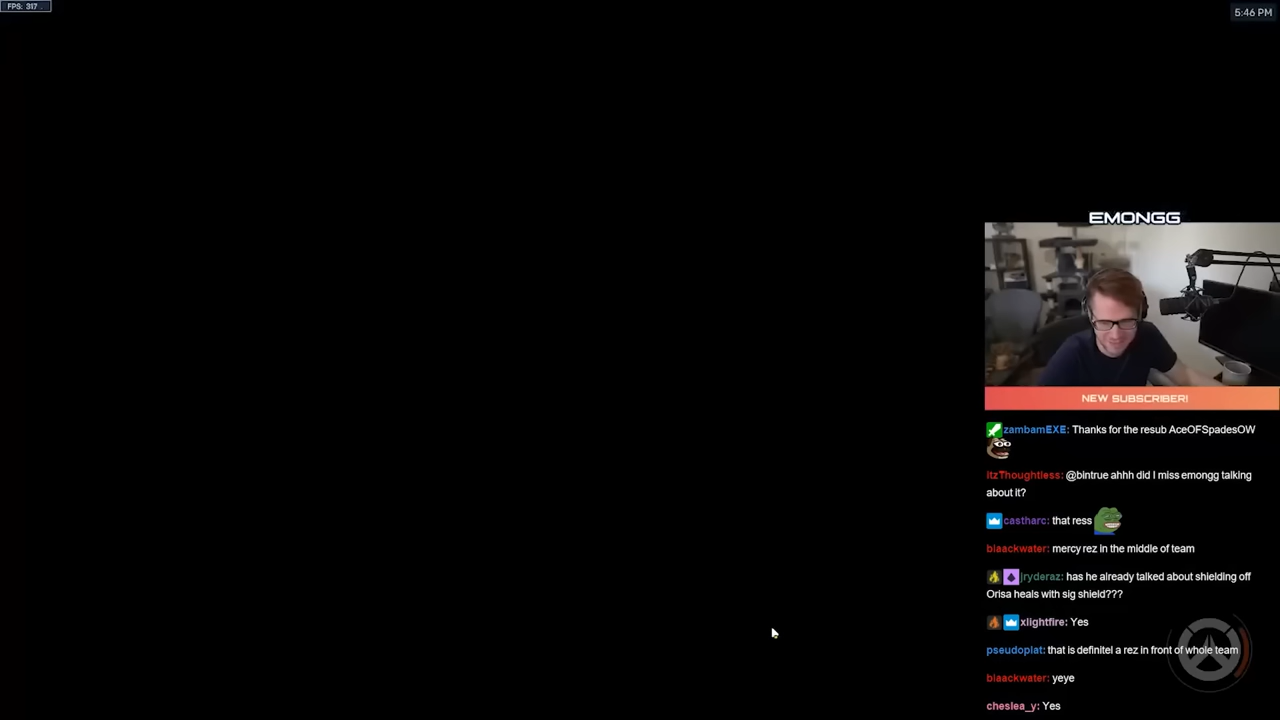 FPS: 317
5:46 PM
EMONGG
NEW SUBSCRIBER!
zambamEXE: Thanks for the resub AceOFSpadesOW
ItzThoughtless: @bintrue ahhh did I miss emongg talking
about it?
castharc: that ress
blaackwater: mercy rez in the middle of team
jryderaz: has he already talked about shielding off
Orisa heals with sig shield???
xlightfire: Yes
pseudoplat: that is definitel a rez in front of whole team
blaackwater: yeye
cheslea_y: Yes